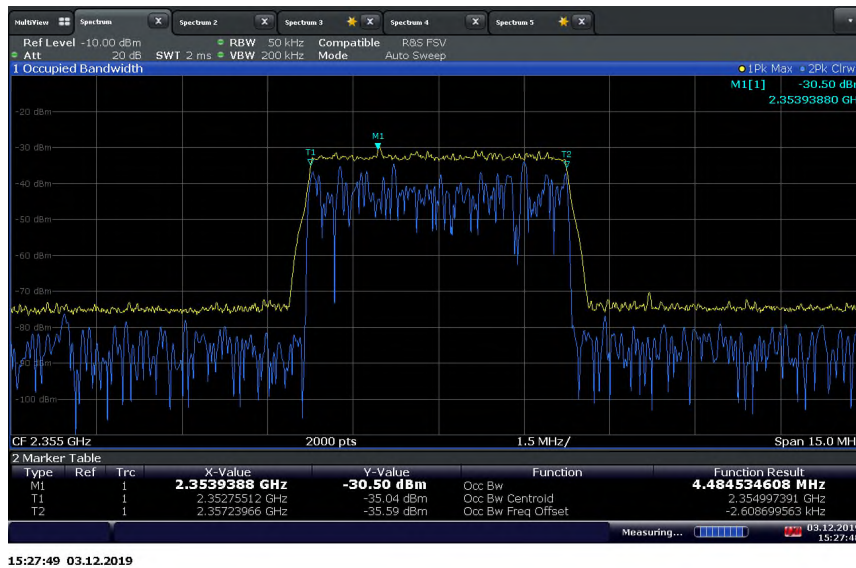 MultiView Spectrum X Spectrum 2 X Spectrum 3 X Spectrum 4 X Spectrum 5 X
Ref Level -10.00 dBm RBW 50 kHz Compatible R&S FSV
Att 20 dB SWT 2 ms VBW 200 kHz Mode Auto Sweep
1 Occupied Bandwidth 1Pk Max 2Pk Clrw
M1[1] -30.50 dB
2.35393880 GH
-20 dBm
M1
-30 dBm
T1 T2
-40 dBm
-50 dBm
-60 dBm
-70 dBm
-80 dBm
-90 dBm
-100 dBm
CF 2.355 GHz 2000 pts 1.5 MHz/ Span 15.0 MH
2 Marker Table
Type Ref Trc X-Value Y-Value Function Function Result
M1 1 2.3539388 GHz -30.50 dBm Occ Bw 4.484534608 MHz
T1 1 2.35275512 GHz -35.04 dBm Occ Bw Centroid 2.354997391 GHz
T2 1 2.35723966 GHz -35.59 dBm Occ Bw Freq Offset -2.608699563 kHz
Measuring... 03.12.2019
15:27:48
15:27:49 03.12.2019